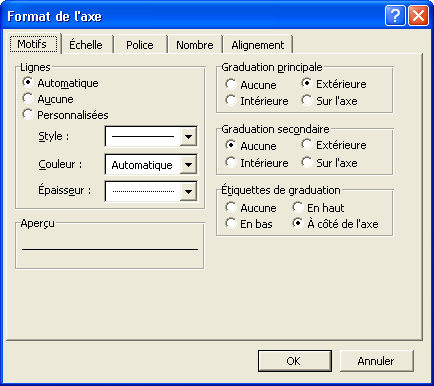 Format de l'axe
Motifs Échelle Police Nombre Alignement
Lignes
Automatique
Aucune
Personnalisées
Style :
Couleur : Automatique
Épaisseur :
Aperçu
Graduation principale
Aucune Extérieure
Intérieure Sur l'axe
Graduation secondaire
Aucune Extérieure
Intérieure Sur l'axe
Étiquettes de graduation
Aucune En haut
En bas À côté de l'axe
OK Annuler